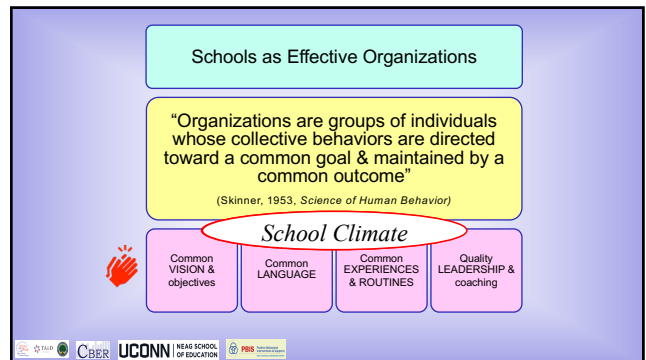 Schools as Effective Organizations
“Organizations are groups of individuals
whose collective behaviors are directed
toward a common goal & maintained by a
common outcome”
(Skinner, 1953, Science of Human Behavior)
School Climate
Common
VISION &
objectives
Common
LANGUAGE
Common
EXPERIENCES
& ROUTINES
Quality
LEADERSHIP &
coaching
CBER
UCONN
NEAG SCHOOL
OF EDUCATION
PBIS